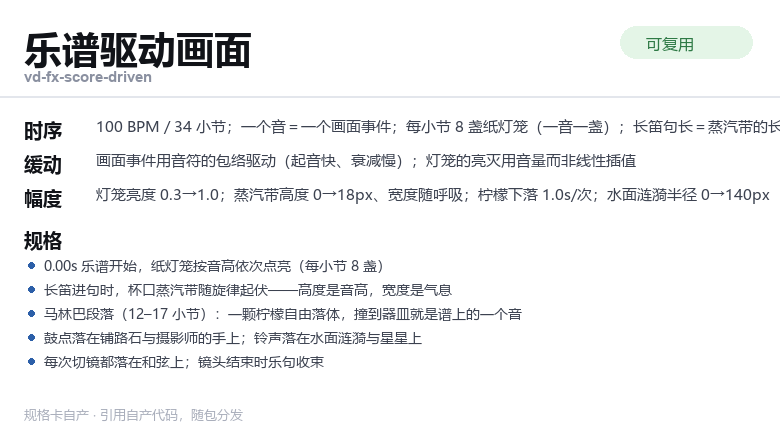 乐谱驱动画面
可复用
vd-fx-score-driven
时序 100 BPM / 34 小节；一个音 = 一个画面事件；每小节 8 盏纸灯笼（一音一盏）；长笛句长 = 蒸汽带的长
缓动 画面事件用音符的包络驱动（起音快、衰减慢）；灯笼的亮灭用音量而非线性插值
幅度 灯笼亮度 0.3→1.0；蒸汽带高度 0→18px、宽度随呼吸；柠檬下落 1.0s/次；水面涟漪半径 0→140px
规格
0.00s 乐谱开始，纸灯笼按音高依次点亮（每小节 8 盏）
长笛进句时，杯口蒸汽带随旋律起伏——高度是音高，宽度是气息
马林巴段落（12–17 小节）：一颗柠檬自由落体，撞到器皿就是谱上的一个音
鼓点落在铺路石与摄影师的手上；铃声落在水面涟漪与星星上
每次切镜都落在和弦上；镜头结束时乐句收束
规格卡自产 · 引用自产代码，随包分发